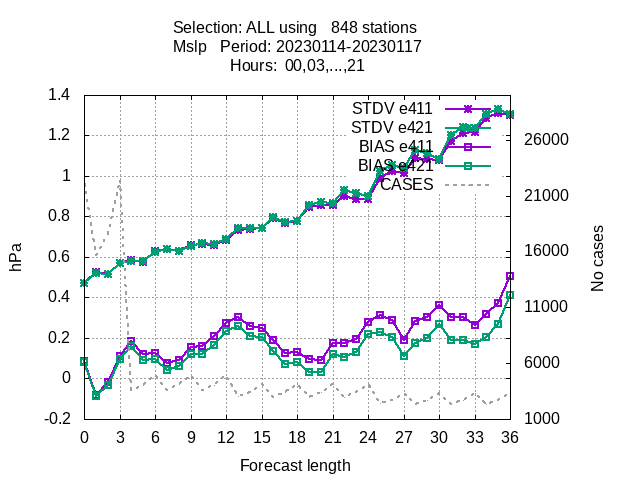 Selection: ALL using   848 stations
Mslp   Period: 20230114-20230117
Hours:  00,03,...,21
1.4
1.2
1
0.8
0.6
0.4
0.2
0
-0.2
hPa
STDV e411
STDV e421
BIAS e411
BIAS e421
CASES
26000
21000
16000
11000
6000
1000
No cases
0 3 6 9 12 15 18 21 24 27 30 33 36
Forecast length